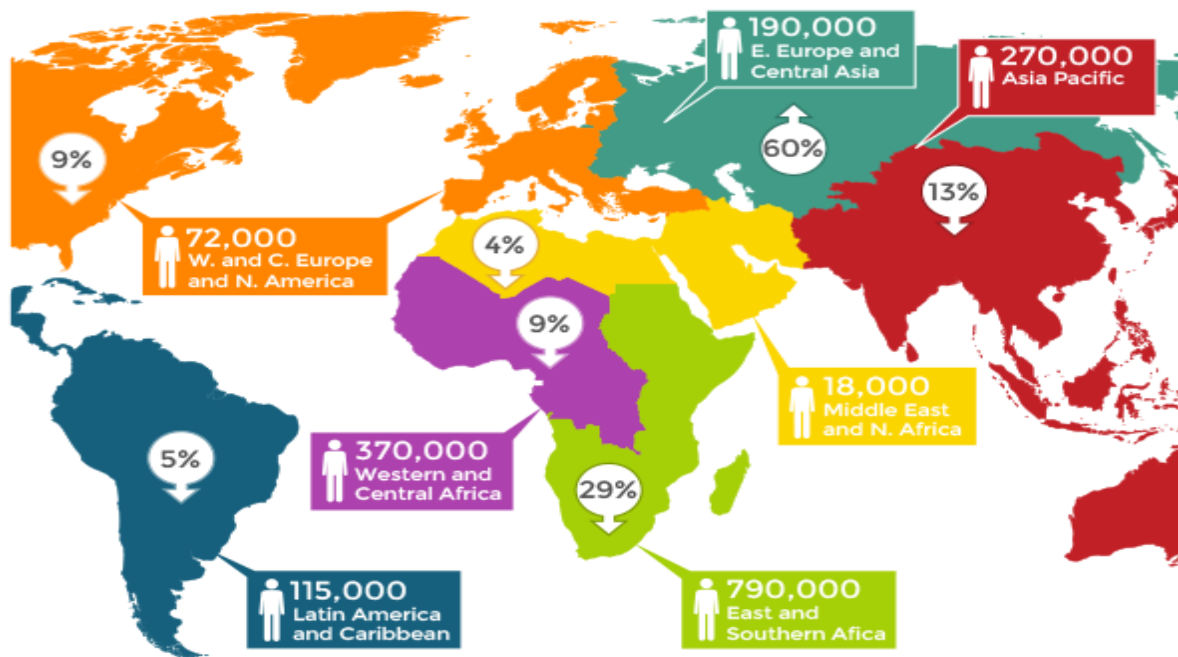 190,000
E. Europe and
Central Asia
270,000
Asia Pacific
9%
60%
13%
72,000
W. and C. Europe
and N. America
4%
9%
18,000
Middle East
and N. Africa
370,000
Western and
Central Africa
5%
29%
115,000
Latin America
and Caribbean
790,000
East and
Southern Afica